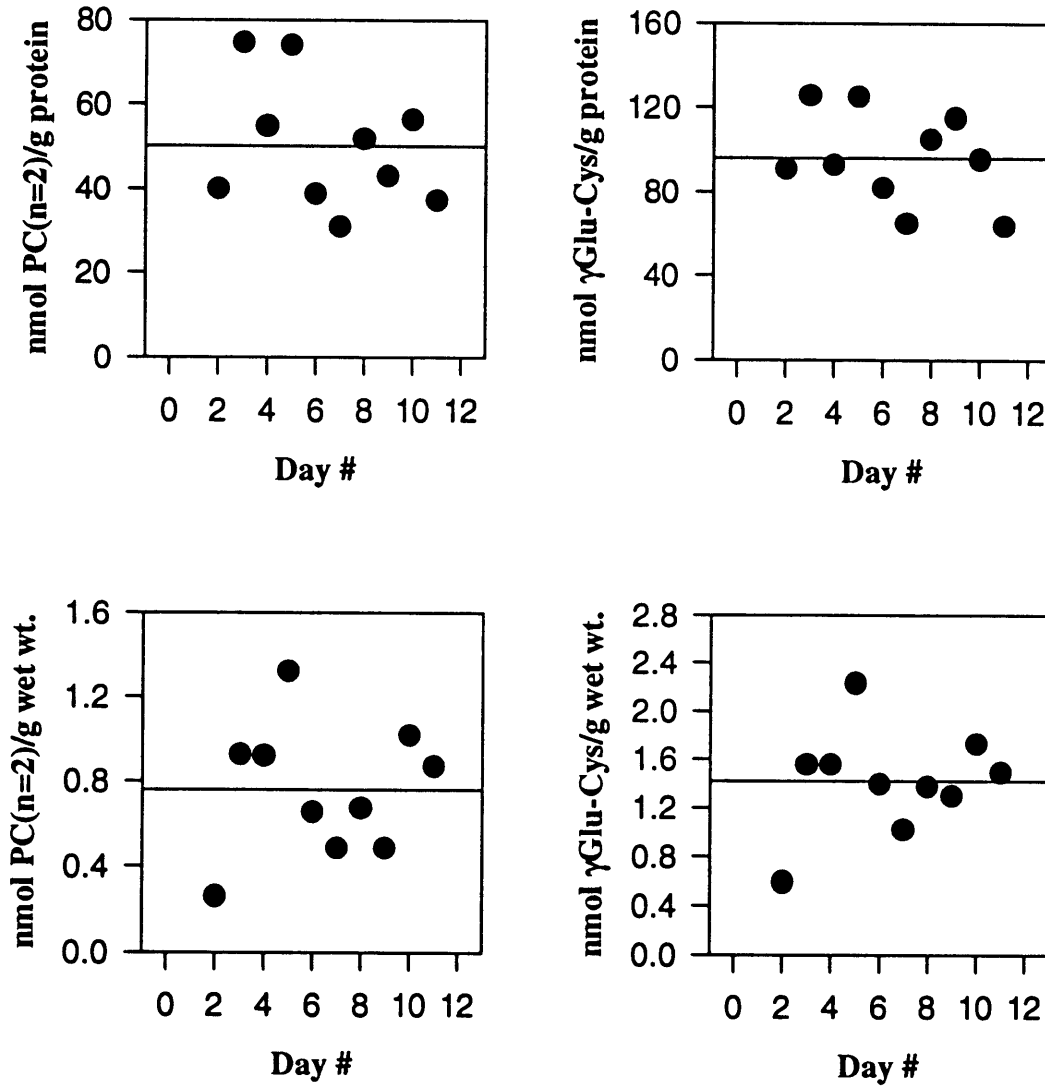 nmol PC(n=2)/g protein
80
60
40
20
0
0 2 4 6 8 10 12
Day #
nmol γGlu-Cys/g protein
160
120
80
40
0
0 2 4 6 8 10 12
Day #
nmol PC(n=2)/g wet wt.
1.6
1.2
0.8
0.4
0.0
0 2 4 6 8 10 12
Day #
nmol γGlu-Cys/g wet wt.
2.8
2.4
2.0
1.6
1.2
0.8
0.4
0.0
0 2 4 6 8 10 12
Day #